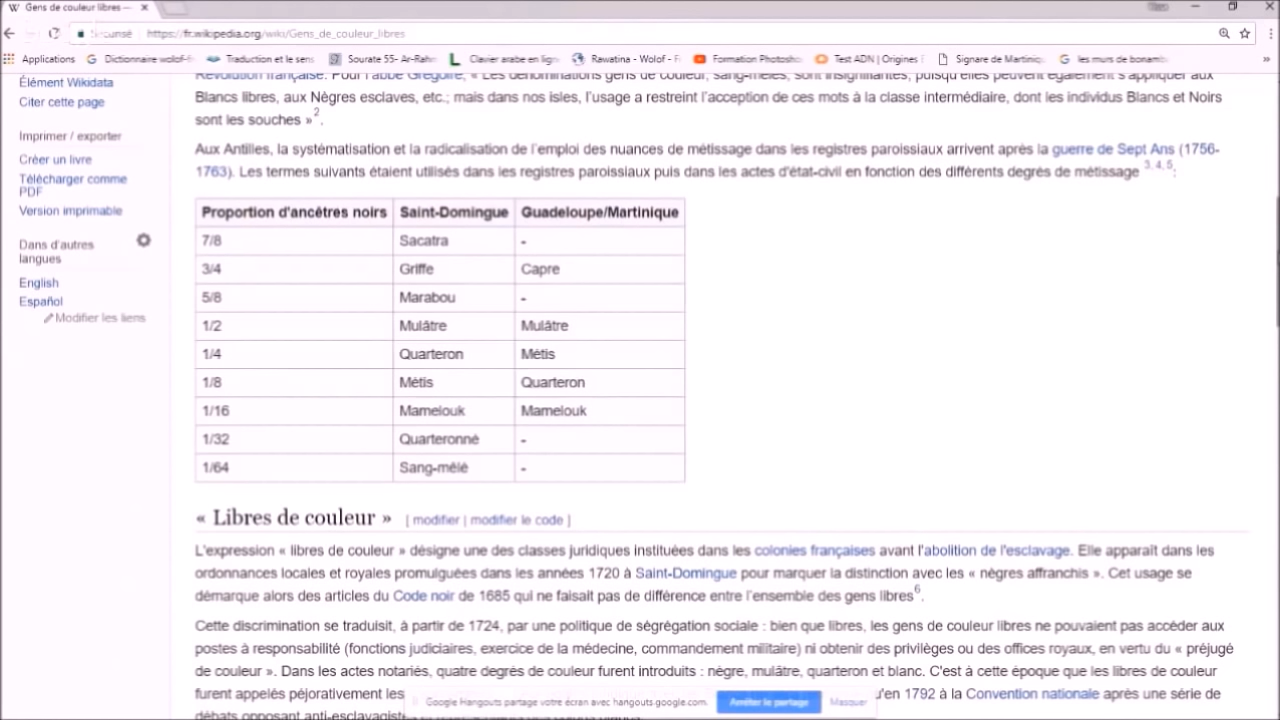 Gens de couleur libres —
https://fr.wikipedia.org/wiki/Gens_de_couleur_libres
Applications Dictionnaire wolof-f Traduction et le sens Sourate 55- Ar-Rahm Clavier arabe en lign Rawatina - Wolof - F Formation Photosho Test ADN | Origines | Signare de Martiniq les murs de bonamb »
Élément Wikidata
Citer cette page
Imprimer / exporter
Créer un livre
Télécharger comme
PDF
Version imprimable
Dans d'autres
langues
English
Español
Modifier les liens
Révolution française. Pour l'abbé Grégoire, « Les dénominations gens de couleur, sang-mêlés, sont insignifiantes, puisqu'elles peuvent également s'appliquer aux
Blancs libres, aux Nègres esclaves, etc.; mais dans nos isles, l'usage a restreint l'acception de ces mots à la classe intermédiaire, dont les individus Blancs et Noirs
sont les souches »2.
Aux Antilles, la systématisation et la radicalisation de l'emploi des nuances de métissage dans les registres paroissiaux arrivent après la guerre de Sept Ans (1756-
1763). Les termes suivants étaient utilisés dans les registres paroissiaux puis dans les actes d'état-civil en fonction des différents degrés de métissage 3, 4, 5:
Proportion d'ancêtres noirs Saint-Domingue Guadeloupe/Martinique
7/8 Sacatra -
3/4 Griffe Capre
5/8 Marabou -
1/2 Mulâtre Mulâtre
1/4 Quarteron Métis
1/8 Métis Quarteron
1/16 Mamelouk Mamelouk
1/32 Quarteronné -
1/64 Sang-mêlé -
« Libres de couleur » [ modifier | modifier le code ]
L'expression « libres de couleur » désigne une des classes juridiques instituées dans les colonies françaises avant l'abolition de l'esclavage. Elle apparaît dans les
ordonnances locales et royales promulguées dans les années 1720 à Saint-Domingue pour marquer la distinction avec les « nègres affranchis ». Cet usage se
démarque alors des articles du Code noir de 1685 qui ne faisait pas de différence entre l'ensemble des gens libres6.
Cette discrimination se traduisit, à partir de 1724, par une politique de ségrégation sociale : bien que libres, les gens de couleur libres ne pouvaient pas accéder aux
postes à responsabilité (fonctions judiciaires, exercice de la médecine, commandement militaire) ni obtenir des privilèges ou des offices royaux, en vertu du « préjugé
de couleur ». Dans les actes notariés, quatre degrés de couleur furent introduits : nègre, mulâtre, quarteron et blanc. C'est à cette époque que les libres de couleur
furent appelés péjorativement les u'en 1792 à la Convention nationale après une série de
débats opposant anti-esclavagist
Google Hangouts partage votre écran avec hangouts.google.com. Arrêter le partage Masquer